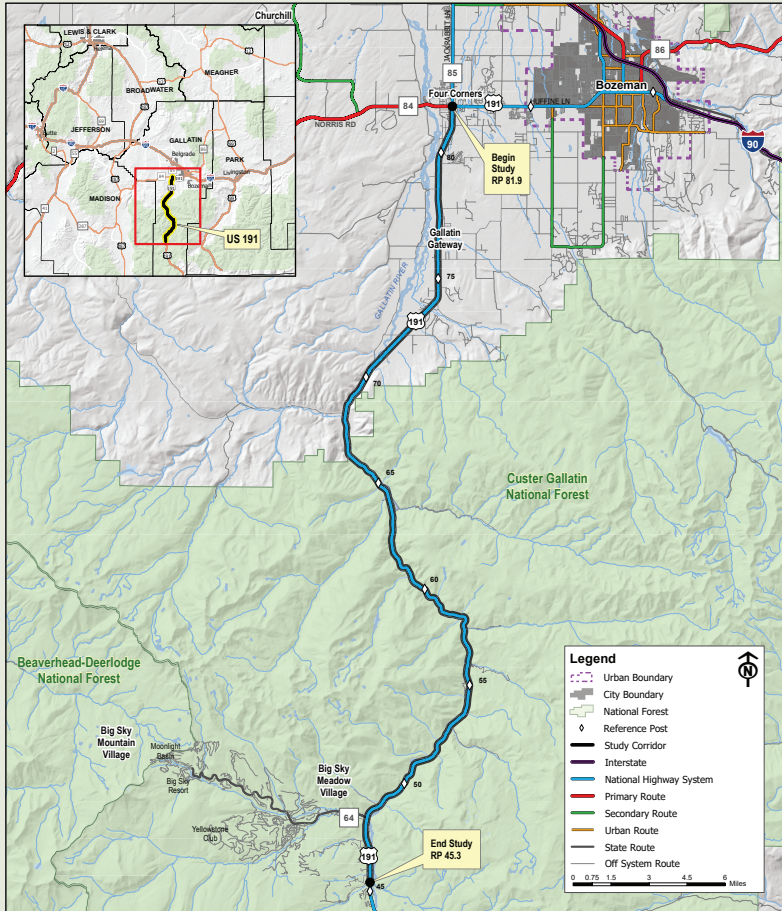 Churchill
LEWIS & CLARK
MEAGHER
BROADWATER
JEFFERSON
GALLATIN
PARK
MADISON
Belgrade
Livingston
Bozeman
US 191
85
86
Bozeman
Four Corners
84
191
HUFFINE LN
NORRIS RD
90
Begin
Study
RP 81.9
80
Gallatin
Gateway
75
GALLATIN RIVER
191
70
65
Custer Gallatin
National Forest
60
Beaverhead-Deerlodge
National Forest
55
Big Sky
Mountain
Village
Moonlight
Basin
Big Sky
Resort
Big Sky
Meadow
Village
50
64
Yellowstone
Club
End Study
RP 45.3
191
45
Legend
N
Urban Boundary
City Boundary
National Forest
Reference Post
Study Corridor
Interstate
National Highway System
Primary Route
Secondary Route
Urban Route
State Route
Off System Route
0 0.75 1.5 3 4.5 6
Miles